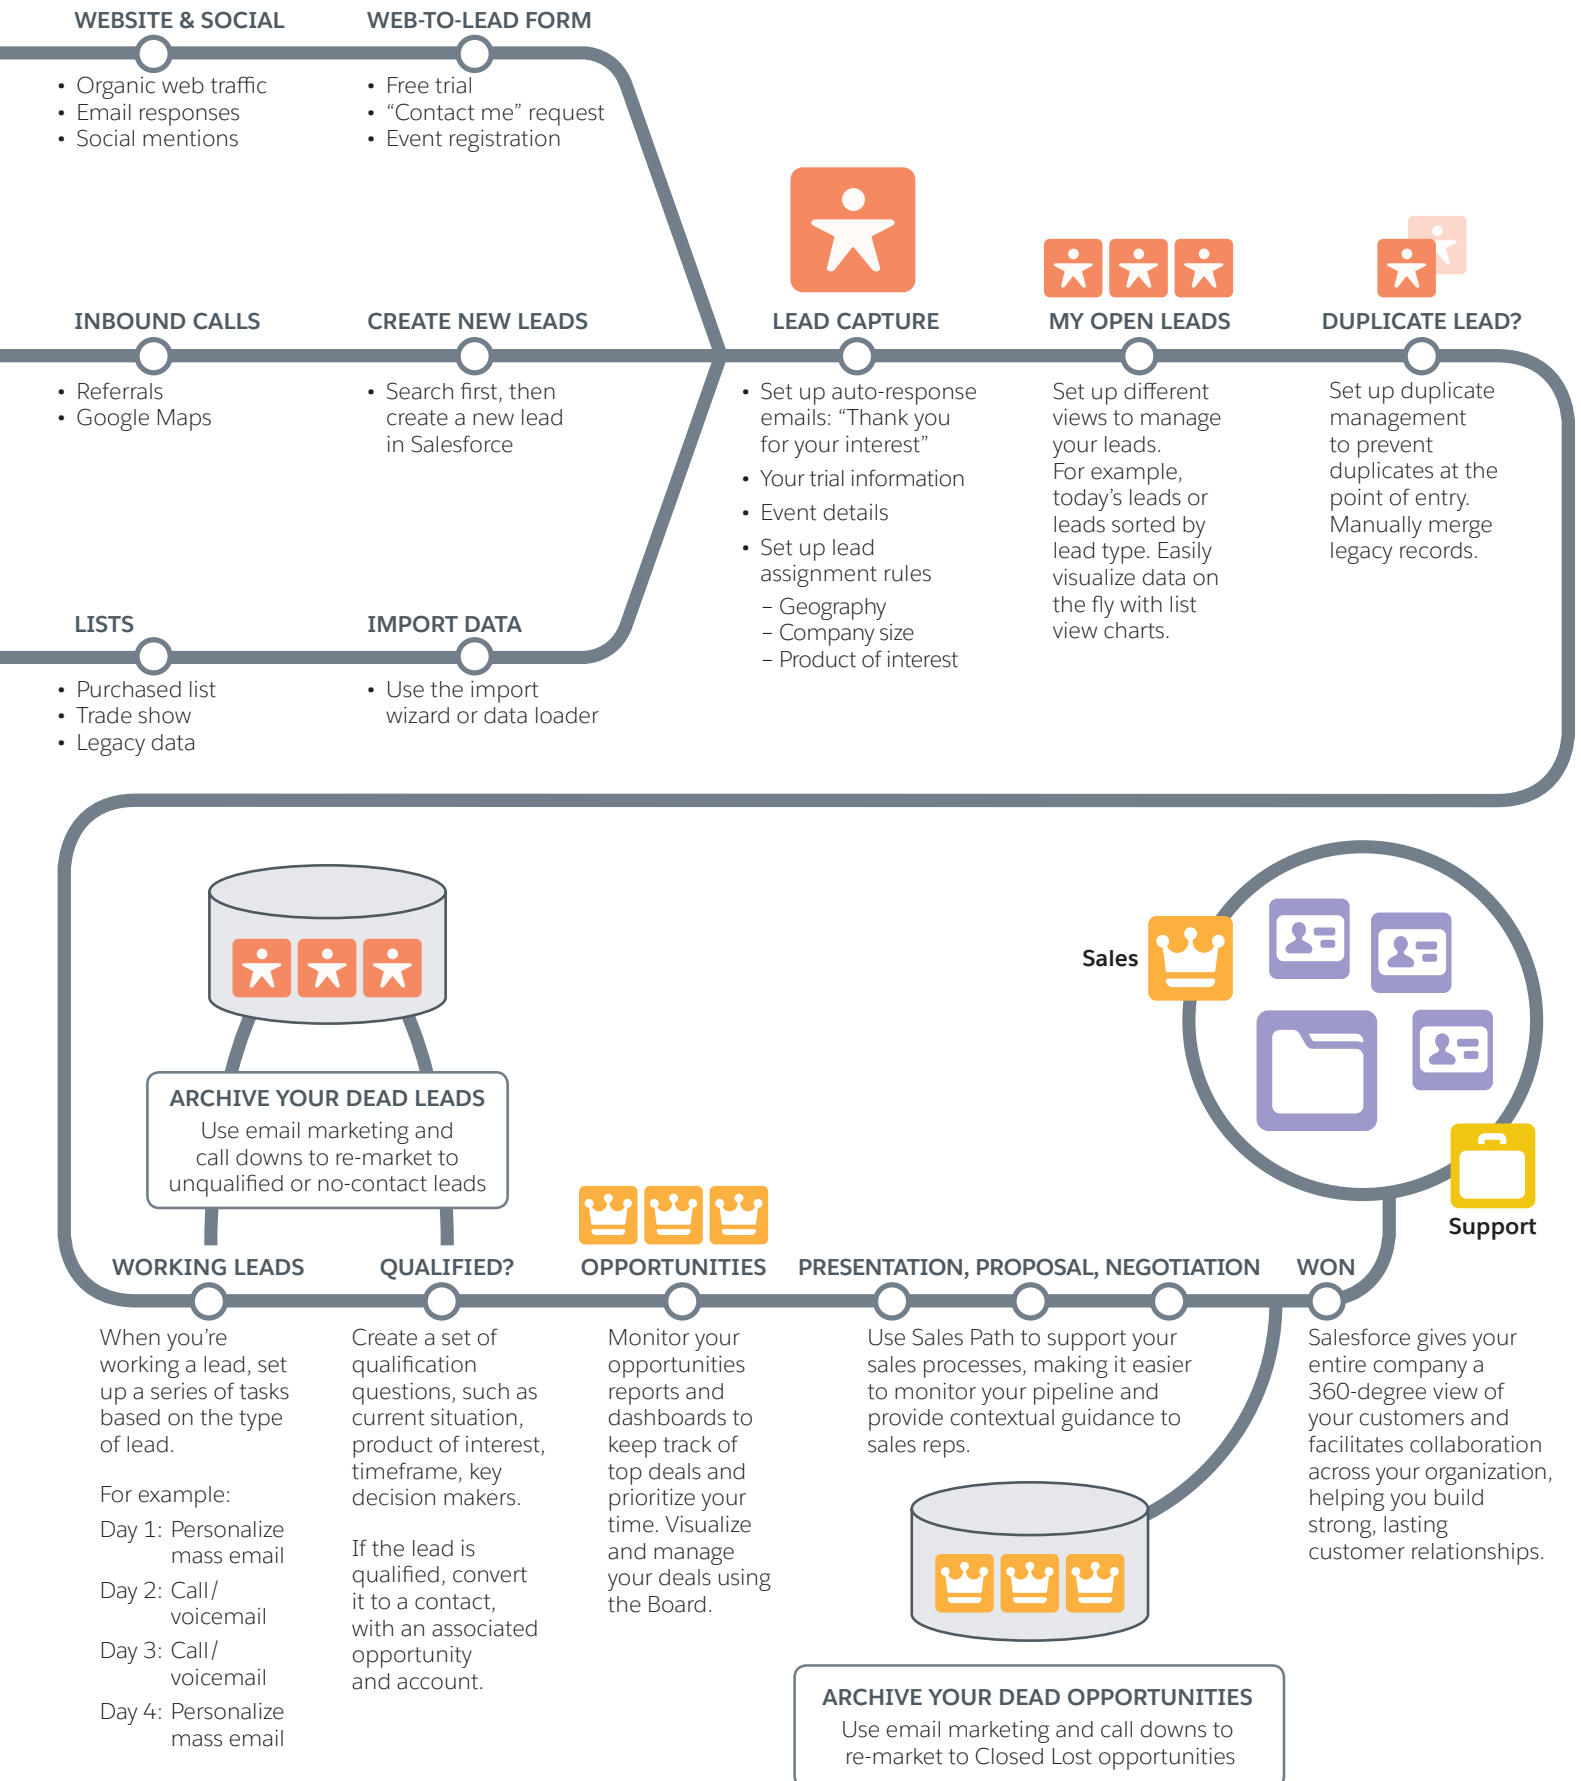 WEBSITE & SOCIAL
• Organic web traffic
• Email responses
• Social mentions
WEB-TO-LEAD FORM
• Free trial
• “Contact me” request
• Event registration
INBOUND CALLS
• Referrals
• Google Maps
CREATE NEW LEADS
• Search first, then
create a new lead
in Salesforce
LISTS
• Purchased list
• Trade show
• Legacy data
IMPORT DATA
• Use the import
wizard or data loader
LEAD CAPTURE
• Set up auto-response
emails: “Thank you
for your interest”
• Your trial information
• Event details
• Set up lead
assignment rules
– Geography
– Company size
– Product of interest
MY OPEN LEADS
Set up different
views to manage
your leads.
For example,
today’s leads or
leads sorted by
lead type. Easily
visualize data on
the fly with list
view charts.
DUPLICATE LEAD?
Set up duplicate
management
to prevent
duplicates at the
point of entry.
Manually merge
legacy records.
ARCHIVE YOUR DEAD LEADS
Use email marketing and
call downs to re-market to
unqualified or no-contact leads
WORKING LEADS
When you’re
working a lead, set
up a series of tasks
based on the type
of lead.
For example:
Day 1: Personalize
mass email
Day 2: Call/
voicemail
Day 3: Call/
voicemail
Day 4: Personalize
mass email
QUALIFIED?
Create a set of
qualification
questions, such as
current situation,
product of interest,
timeframe, key
decision makers.
If the lead is
qualified, convert
it to a contact,
with an associated
opportunity
and account.
OPPORTUNITIES
Monitor your
opportunities
reports and
dashboards to
keep track of
top deals and
prioritize your
time. Visualize
and manage
your deals using
the Board.
PRESENTATION, PROPOSAL, NEGOTIATION
Use Sales Path to support your
sales processes, making it easier
to monitor your pipeline and
provide contextual guidance to
sales reps.
ARCHIVE YOUR DEAD OPPORTUNITIES
Use email marketing and call downs to
re-market to Closed Lost opportunities
WON
Salesforce gives your
entire company a
360-degree view of
your customers and
facilitates collaboration
across your organization,
helping you build
strong, lasting
customer relationships.
Sales
Support